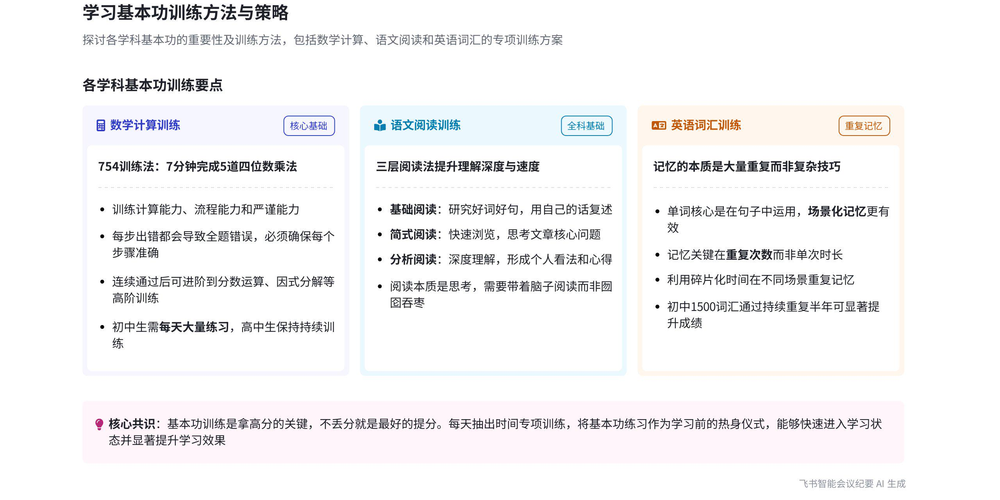 学习基本功训练方法与策略
探讨各学科基本功的重要性及训练方法，包括数学计算、语文阅读和英语词汇的专项训练方案
各学科基本功训练要点
数学计算训练
核心基础
754训练法：7分钟完成5道四位数乘法
训练计算能力、流程能力和严谨能力
每步出错都会导致全题错误，必须确保每个
步骤准确
连续通过后可进阶到分数运算、因式分解等
高阶训练
初中生需每天大量练习，高中生保持持续训
练
语文阅读训练
全科基础
三层阅读法提升理解深度与速度
基础阅读：研究好词好句，用自己的话复述
简式阅读：快速浏览，思考文章核心问题
分析阅读：深度理解，形成个人看法和心得
阅读本质是思考，需要带着脑子阅读而非囫
囵吞枣
英语词汇训练
重复记忆
记忆的本质是大量重复而非复杂技巧
单词核心是在句子中运用，场景化记忆更有
效
记忆关键在重复次数而非单次时长
利用碎片化时间在不同场景重复记忆
初中1500词汇通过持续重复半年可显著提
升成绩
核心共识：基本功训练是拿高分的关键，不丢分就是最好的提分。每天抽出时间专项训练，将基本功练习作为学习前的热身仪式，能够快速进入学习状
态并显著提升学习效果
飞书智能会议纪要 AI 生成